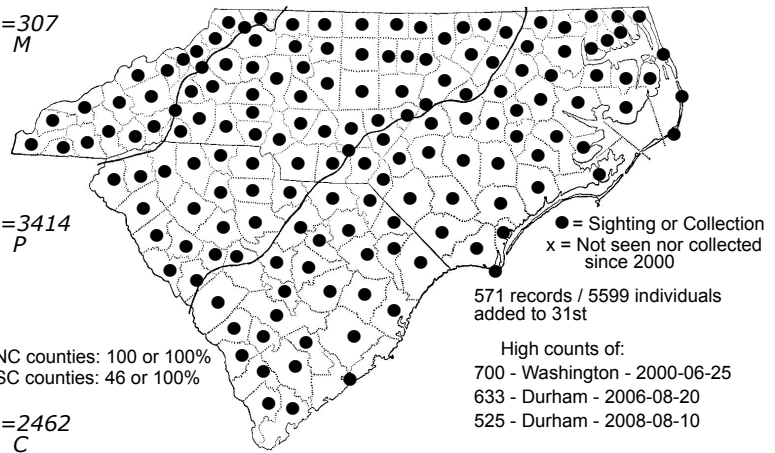 =307
M
=3414
P
● = Sighting or Collection
x = Not seen nor collected
since 2000
571 records / 5599 individuals
added to 31st
NC counties: 100 or 100%
SC counties: 46 or 100%
High counts of:
700 - Washington - 2000-06-25
633 - Durham - 2006-08-20
525 - Durham - 2008-08-10
=2462
C